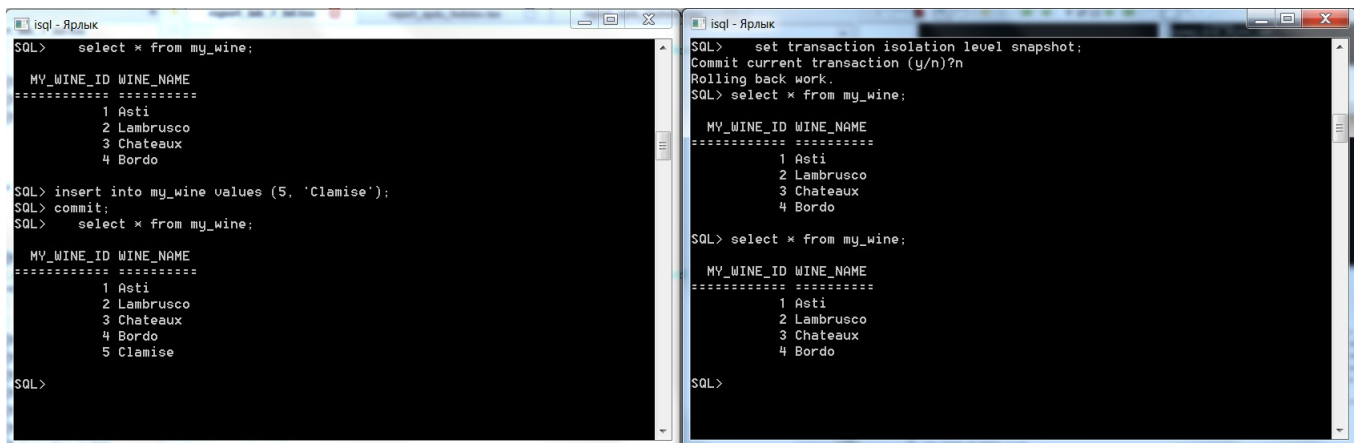 isql - Ярлык
SQL>    select * from my_wine;
MY_WINE_ID WINE_NAME
============ ==========
1 Asti
2 Lambrusco
3 Chateaux
4 Bordo
SQL> insert into my_wine values (5, 'Clamise');
SQL> commit;
SQL>    select * from my_wine;
MY_WINE_ID WINE_NAME
============ ==========
1 Asti
2 Lambrusco
3 Chateaux
4 Bordo
5 Clamise
SQL>
isql - Ярлык
SQL>    set transaction isolation level snapshot;
Commit current transaction (y/n)?n
Rolling back work.
SQL> select * from my_wine;
MY_WINE_ID WINE_NAME
============ ==========
1 Asti
2 Lambrusco
3 Chateaux
4 Bordo
SQL> select * from my_wine;
MY_WINE_ID WINE_NAME
============ ==========
1 Asti
2 Lambrusco
3 Chateaux
4 Bordo
SQL>